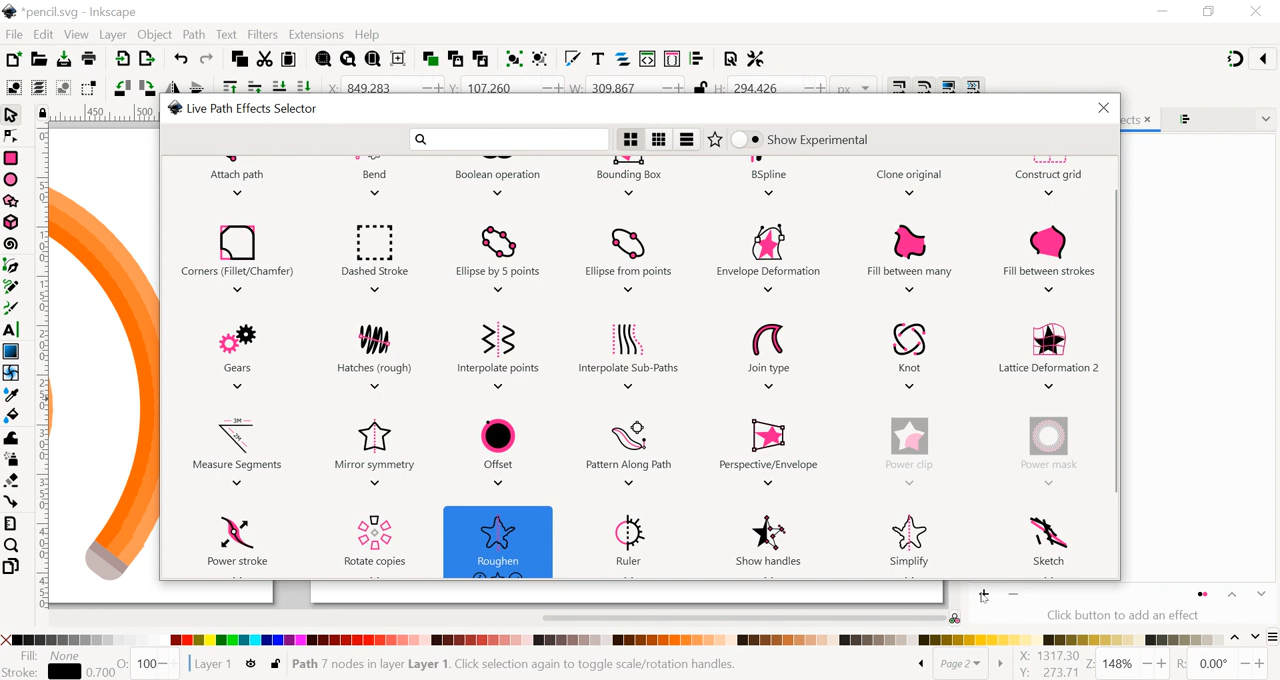 *pencil.svg - Inkscape
File Edit View Layer Object Path Text Filters Extensions Help
X: 849.283 Y: 107.260 W: 309.867 H: 294.426 px
Live Path Effects Selector
450 500
ects
Show Experimental
Attach path Bend Boolean operation Bounding Box BSpline Clone original Construct grid
Corners (Fillet/Chamfer) Dashed Stroke Ellipse by 5 points Ellipse from points Envelope Deformation Fill between many Fill between strokes
Gears Hatches (rough) Interpolate points Interpolate Sub-Paths Join type Knot Lattice Deformation 2
3M
2M
Measure Segments Mirror symmetry Offset Pattern Along Path Perspective/Envelope Power clip Power mask
Power stroke Rotate copies Roughen Ruler Show handles Simplify Sketch
Click button to add an effect
Fill: None
Stroke: 0.700
O: 100
Layer 1
Path 7 nodes in layer Layer 1. Click selection again to toggle scale/rotation handles.
Page 2
X: 1317.30
Y: 273.71
Z: 148%
R: 0.00°